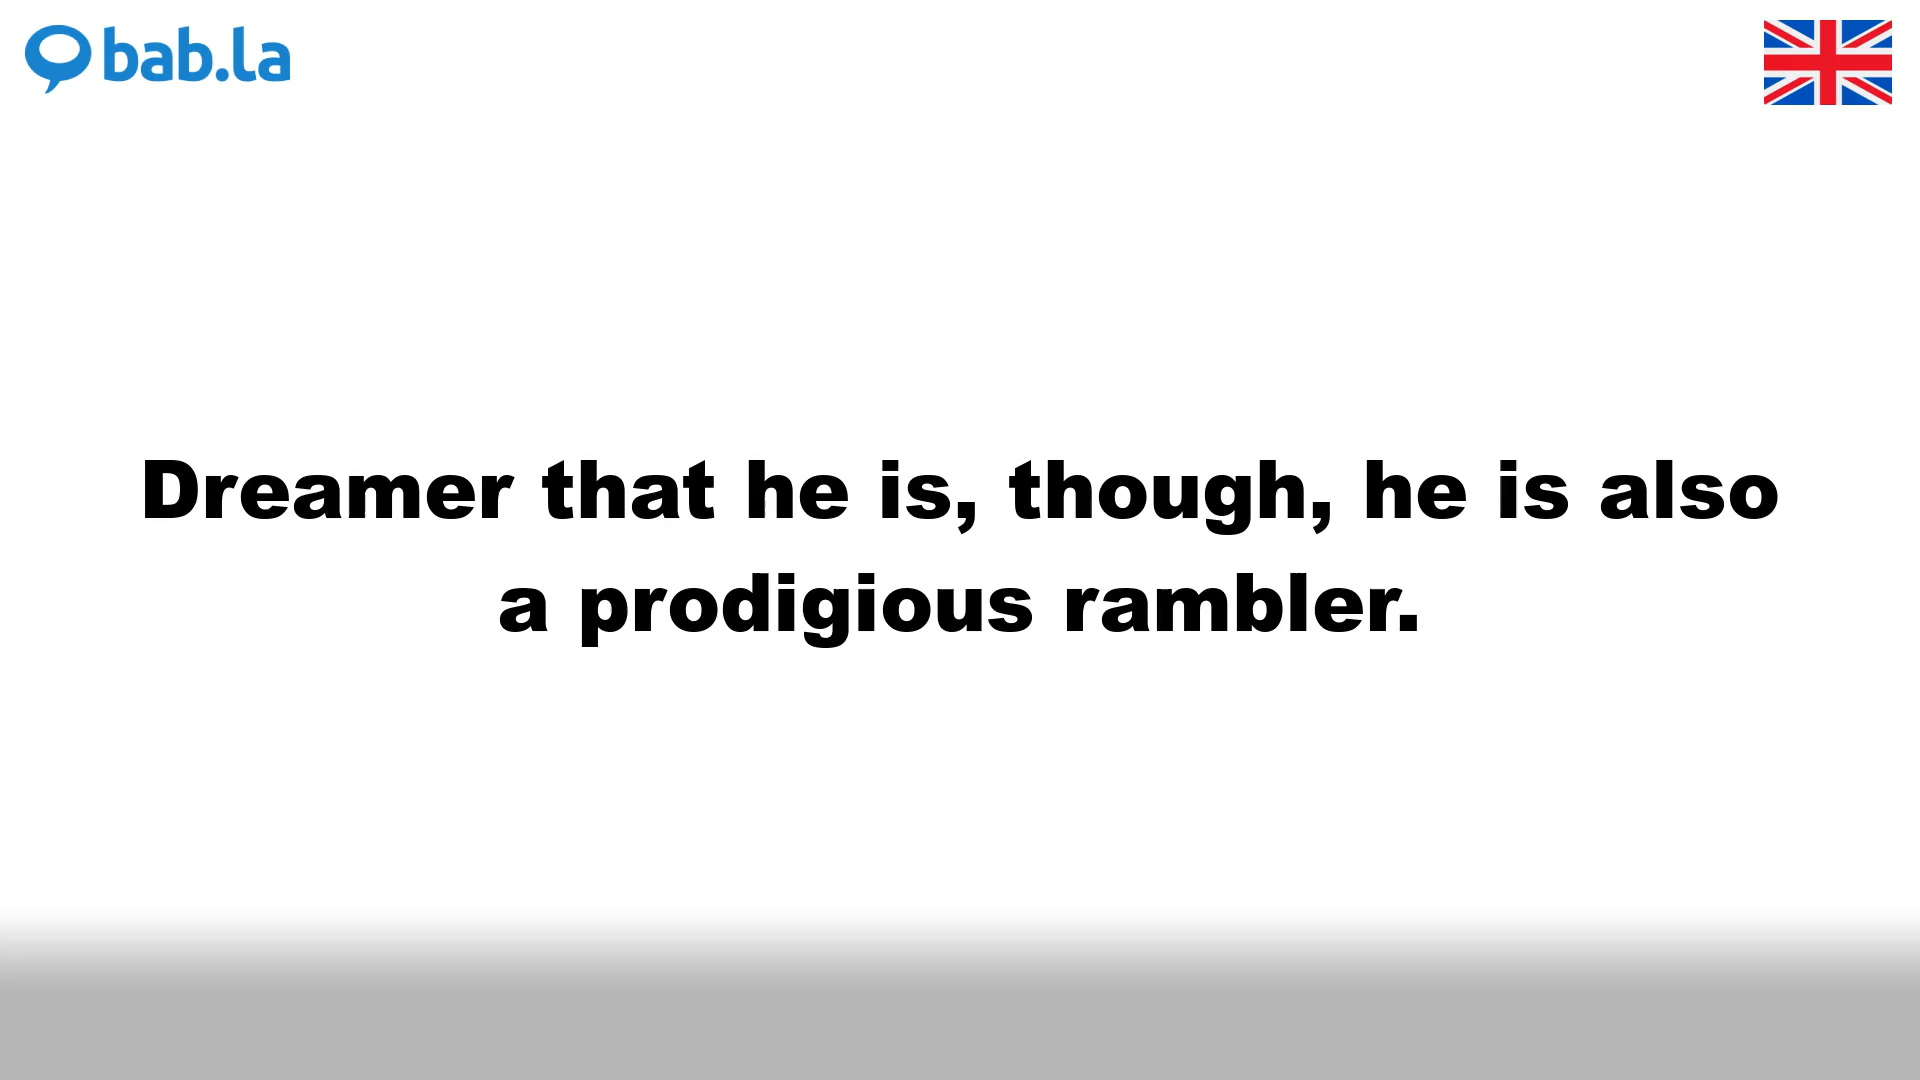 bab.la
Dreamer that he is, though, he is also
a prodigious rambler.